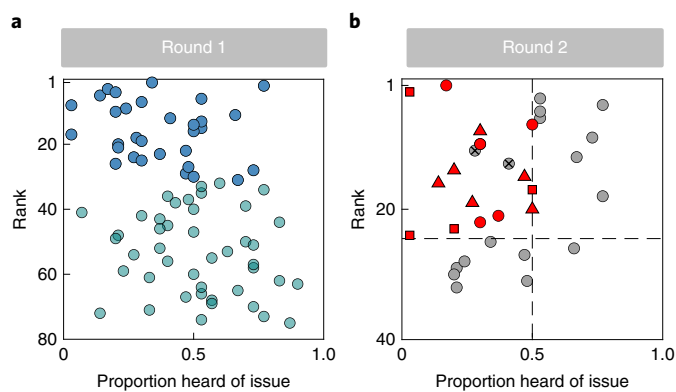 a
Round 1
1
20
40
60
80
Rank
0
0.5
1.0
Proportion heard of issue
b
Round 2
1
20
40
Rank
0
0.5
1.0
Proportion heard of issue